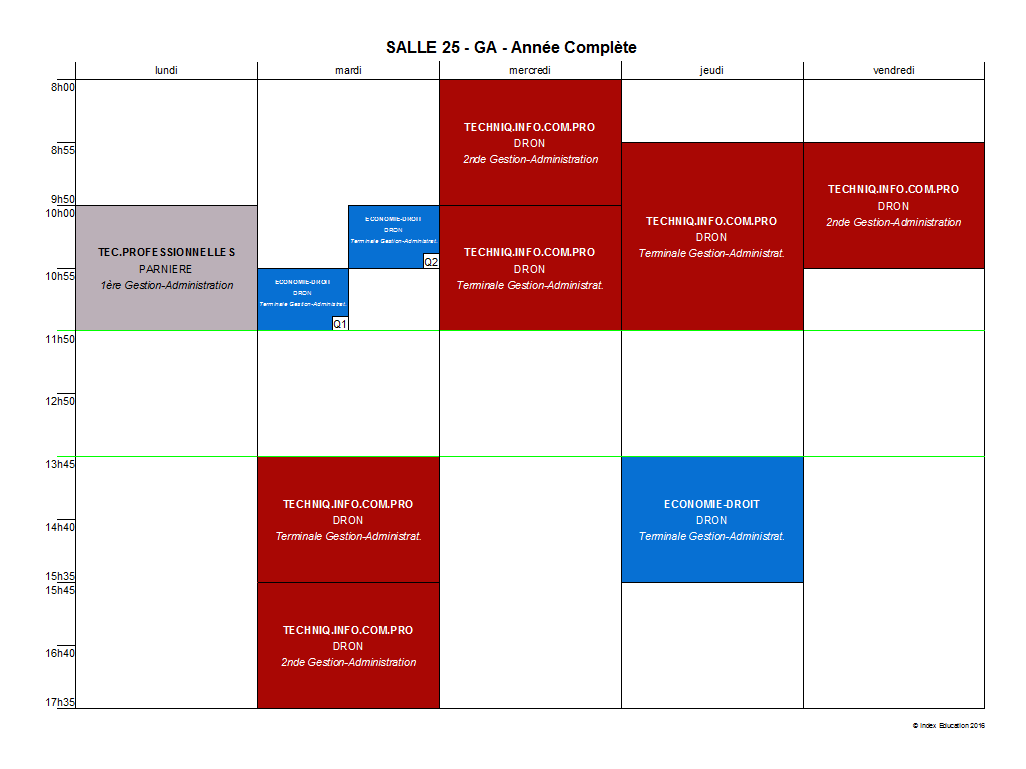 SALLE 25 - GA - Année Complète
lundi
mardi
mercredi
jeudi
vendredi
8h00
8h55
9h50
10h00
10h55
11h50
12h50
13h45
14h40
15h35
15h45
16h40
17h35
TEC.PROFESSIONNELLES
PARNIERE
1ère Gestion-Administration
ECONOMIE-DROIT
DRON
Terminale Gestion-Administrat.
Q2
ECONOMIE-DROIT
DRON
Terminale Gestion-Administrat.
Q1
TECHNIQ.INFO.COM.PRO
DRON
Terminale Gestion-Administrat.
TECHNIQ.INFO.COM.PRO
DRON
2nde Gestion-Administration
TECHNIQ.INFO.COM.PRO
DRON
2nde Gestion-Administration
TECHNIQ.INFO.COM.PRO
DRON
Terminale Gestion-Administrat.
TECHNIQ.INFO.COM.PRO
DRON
Terminale Gestion-Administrat.
ECONOMIE-DROIT
DRON
Terminale Gestion-Administrat.
TECHNIQ.INFO.COM.PRO
DRON
2nde Gestion-Administration
© Index Education 2016